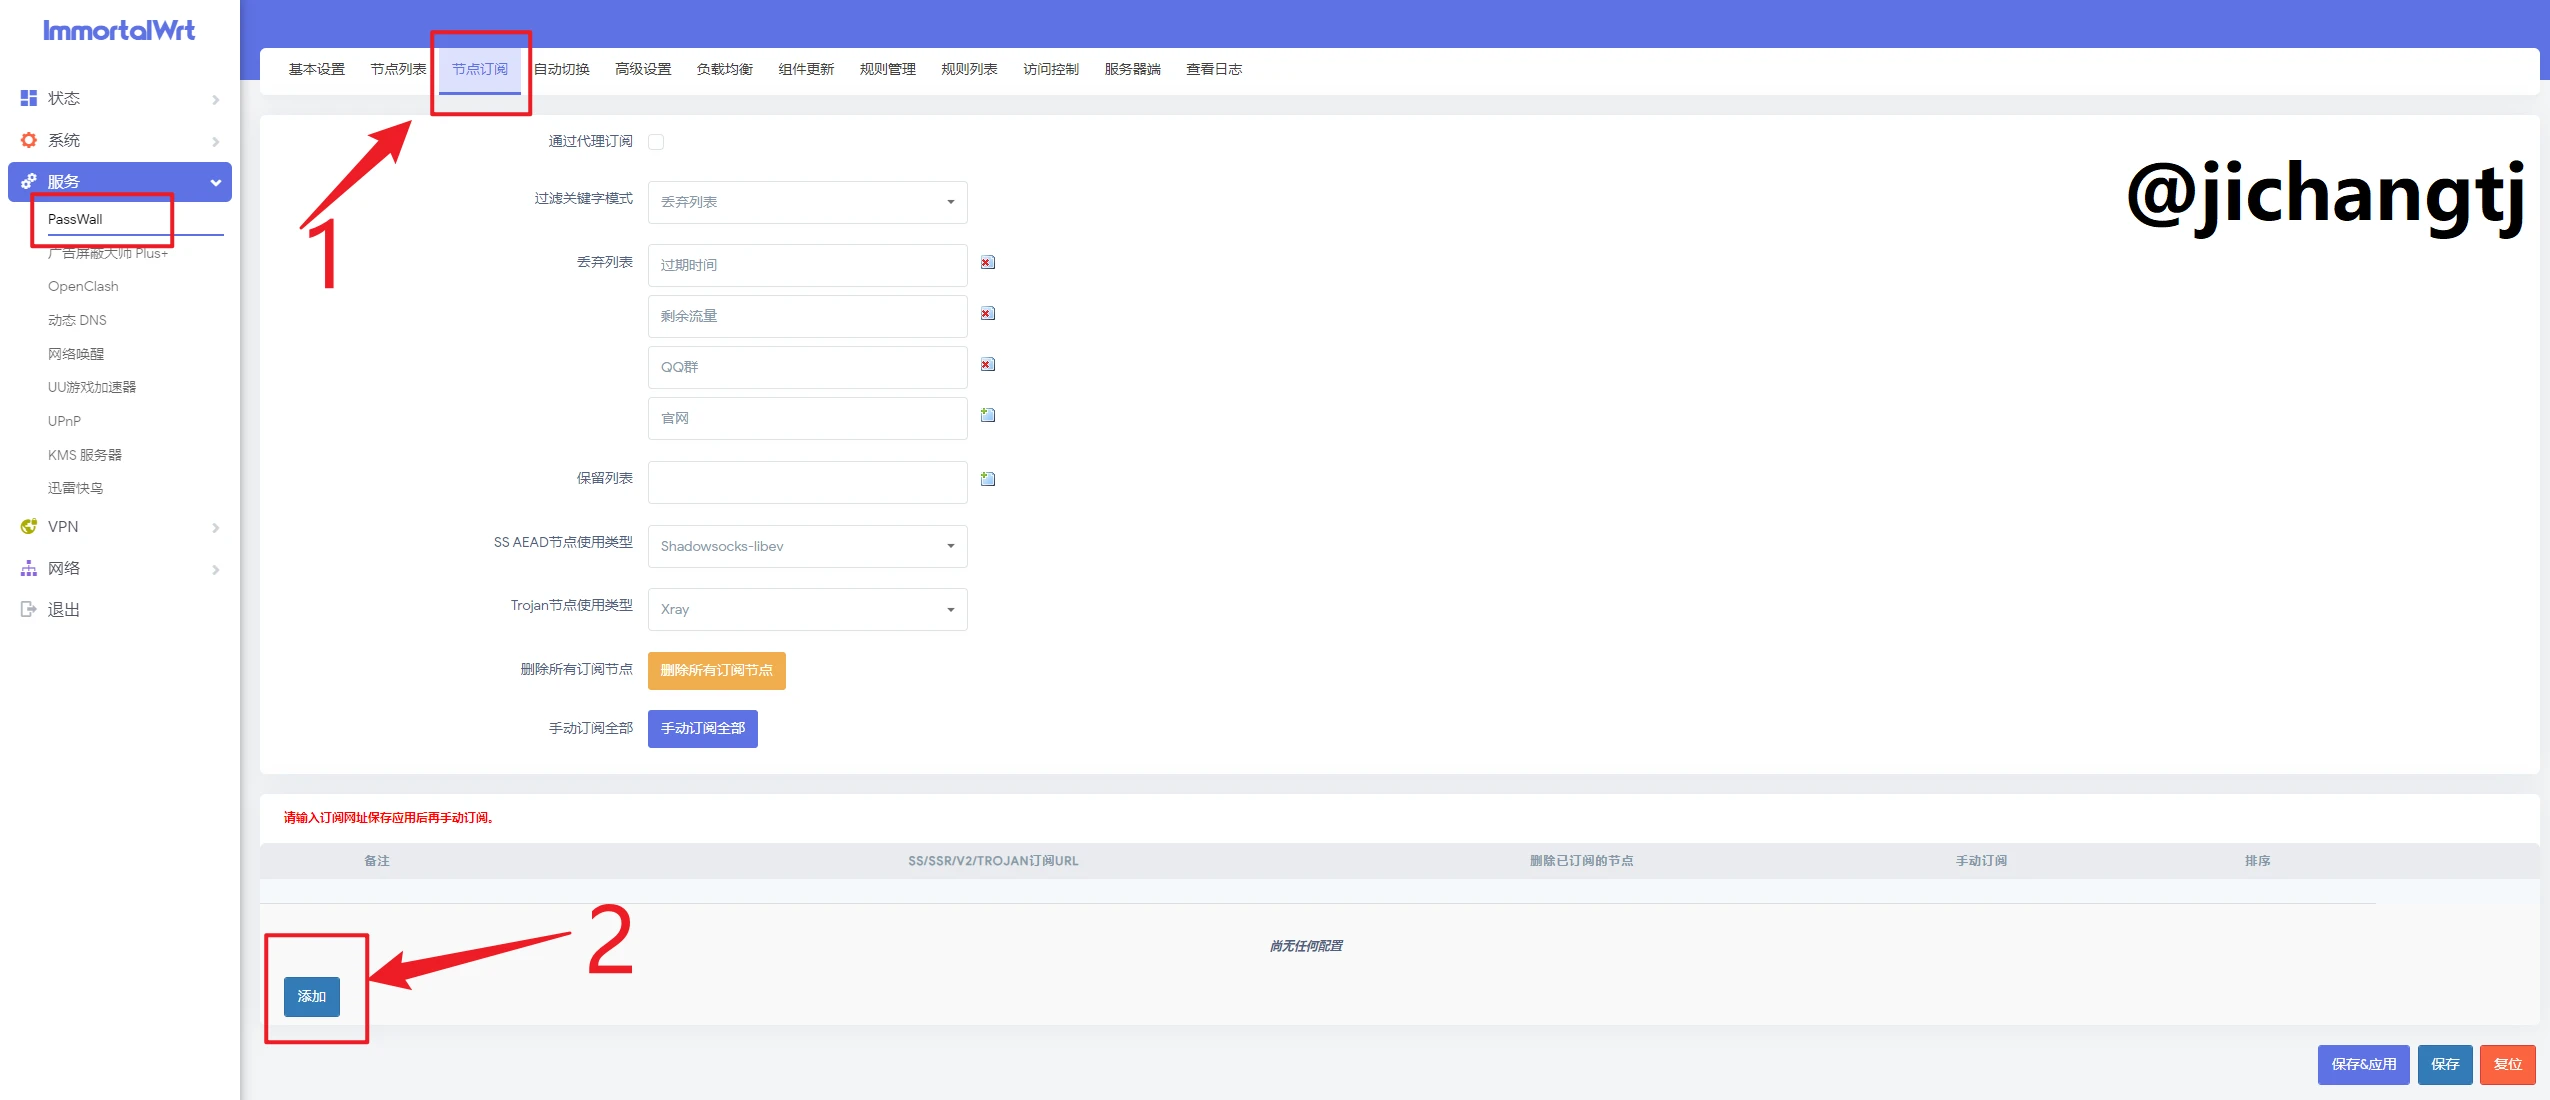 ImmortalWrt
状态
系统
服务
PassWall
广告屏蔽大师 Plus+
OpenClash
动态 DNS
网络唤醒
UU游戏加速器
UPnP
KMS 服务器
迅雷快鸟
VPN
网络
退出
基本设置 节点列表 节点订阅 自动切换 高级设置 负载均衡 组件更新 规则管理 规则列表 访问控制 服务器端 查看日志
1
@jichangtj
通过代理订阅
过滤关键字模式 丢弃列表
丢弃列表 过期时间
剩余流量
QQ群
官网
保留列表
SS AEAD节点使用类型 Shadowsocks-libev
Trojan节点使用类型 Xray
删除所有订阅节点 删除所有订阅节点
手动订阅全部 手动订阅全部
请输入订阅网址保存应用后再手动订阅。
备注 SS/SSR/V2/TROJAN订阅URL 删除已订阅的节点 手动订阅 排序
2
尚无任何配置
添加
保存&应用 保存 复位